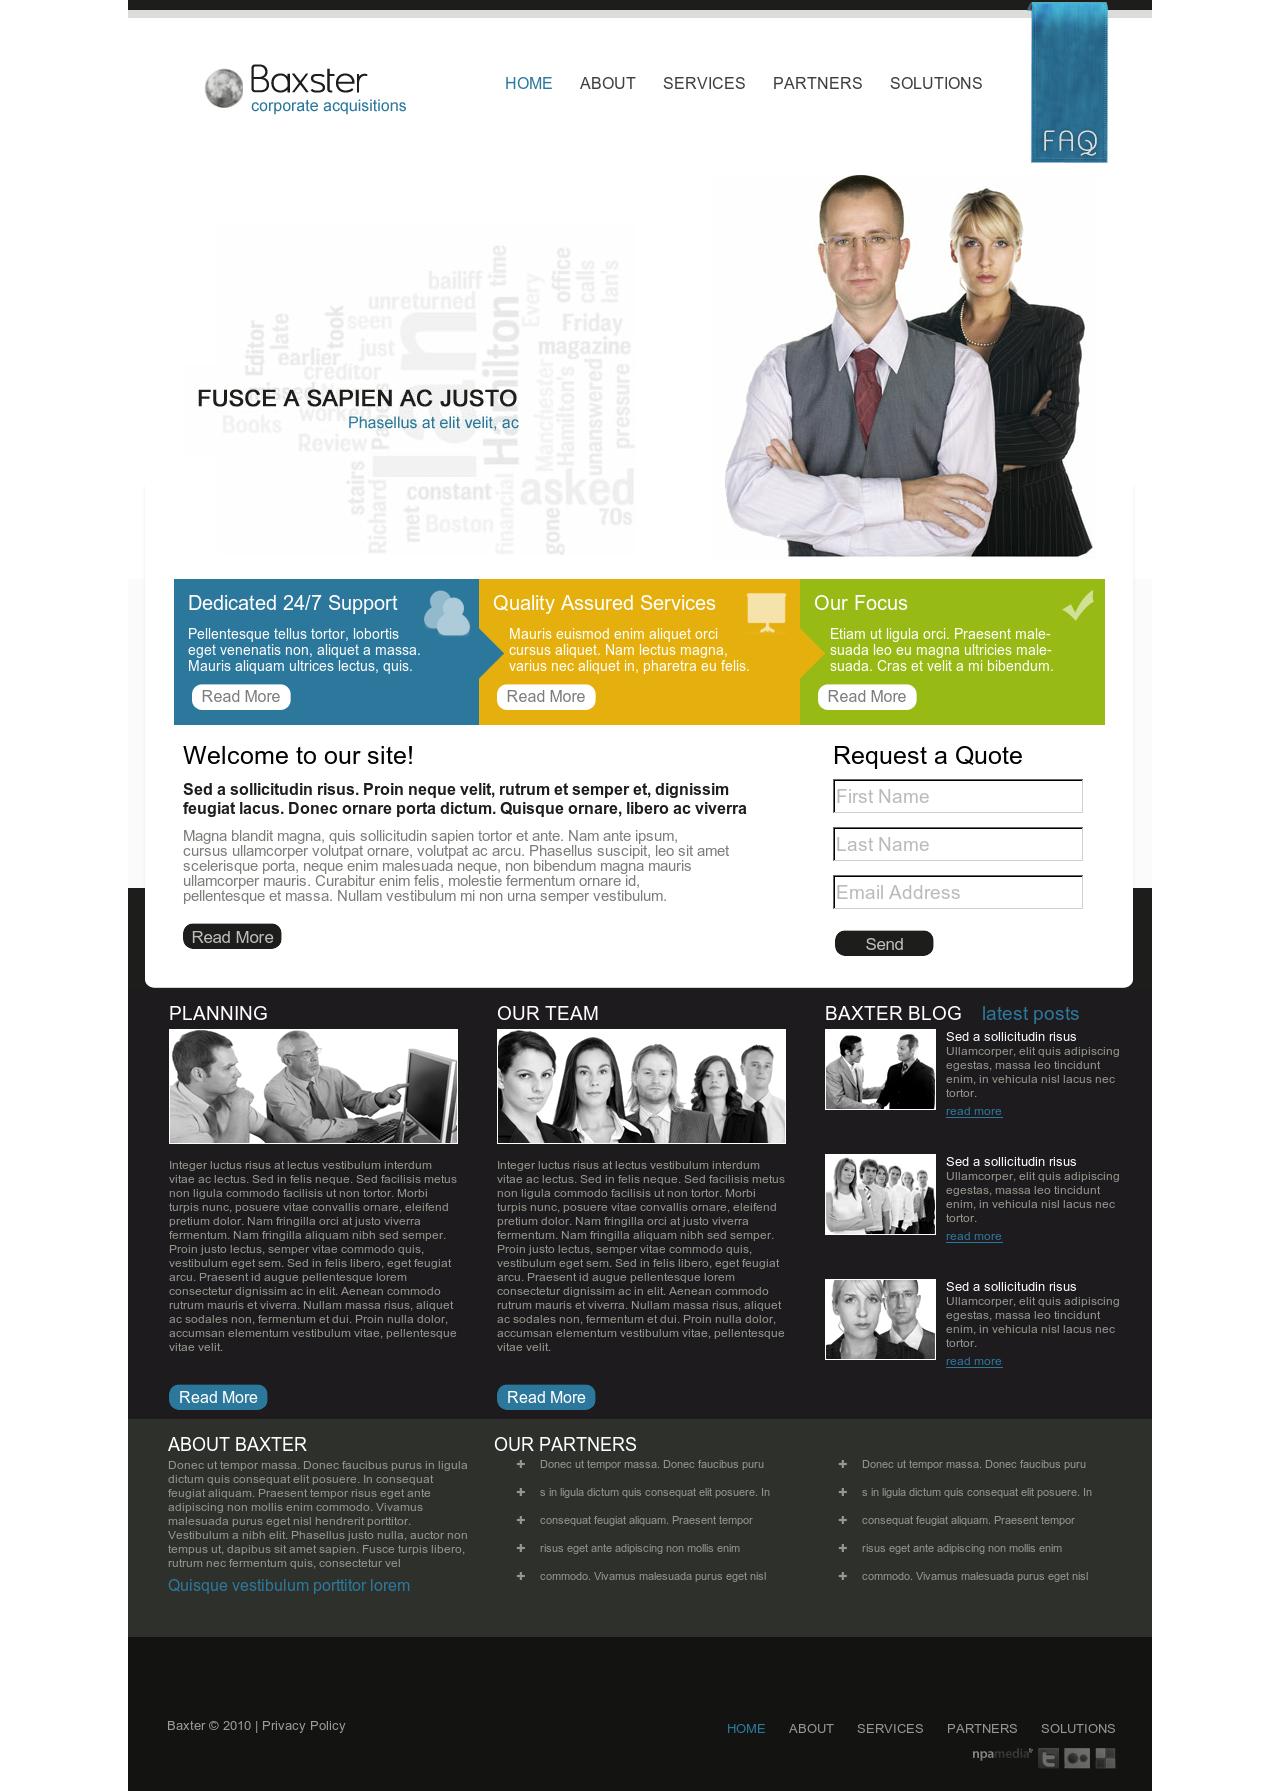 Baxster
corporate acquisitions
HOME ABOUT SERVICES PARTNERS SOLUTIONS
FAQ
time
bailiff
office
calls
Ian's
unreturned
Every
Editor
late
took
seen
Hamilton
Friday
just
earlier
magazine
creditor
missed
Ian
FUSCE A SAPIEN AC JUSTO
Phasellus at elit velit, ac
Books
Review
Manchester
Hamilton's
unanswered
pressure
stairs
Richard
constant
met
Boston
financial
asked
gone
70s
Dedicated 24/7 Support
Pellentesque tellus tortor, lobortis
eget venenatis non, aliquet a massa.
Mauris aliquam ultrices lectus, quis.
Read More
Quality Assured Services
Mauris euismod enim aliquet orci
cursus aliquet. Nam lectus magna,
varius nec aliquet in, pharetra eu felis.
Read More
Our Focus
Etiam ut ligula orci. Praesent male-
suada leo eu magna ultricies male-
suada. Cras et velit a mi bibendum.
Read More
Welcome to our site!
Sed a sollicitudin risus. Proin neque velit, rutrum et semper et, dignissim
feugiat lacus. Donec ornare porta dictum. Quisque ornare, libero ac viverra
Magna blandit magna, quis sollicitudin sapien tortor et ante. Nam ante ipsum,
cursus ullamcorper volutpat ornare, volutpat ac arcu. Phasellus suscipit, leo sit amet
scelerisque porta, neque enim malesuada neque, non bibendum magna mauris
ullamcorper mauris. Curabitur enim felis, molestie fermentum ornare id,
pellentesque et massa. Nullam vestibulum mi non urna semper vestibulum.
Read More
Request a Quote
First Name
Last Name
Email Address
Send
PLANNING
Integer luctus risus at lectus vestibulum interdum
vitae ac lectus. Sed in felis neque. Sed facilisis metus
non ligula commodo facilisis ut non tortor. Morbi
turpis nunc, posuere vitae convallis ornare, eleifend
pretium dolor. Nam fringilla orci at justo viverra
fermentum. Nam fringilla aliquam nibh sed semper.
Proin justo lectus, semper vitae commodo quis,
vestibulum eget sem. Sed in felis libero, eget feugiat
arcu. Praesent id augue pellentesque lorem
consectetur dignissim ac in elit. Aenean commodo
rutrum mauris et viverra. Nullam massa risus, aliquet
ac sodales non, fermentum et dui. Proin nulla dolor,
accumsan elementum vestibulum vitae, pellentesque
vitae velit.
Read More
OUR TEAM
Integer luctus risus at lectus vestibulum interdum
vitae ac lectus. Sed in felis neque. Sed facilisis metus
non ligula commodo facilisis ut non tortor. Morbi
turpis nunc, posuere vitae convallis ornare, eleifend
pretium dolor. Nam fringilla orci at justo viverra
fermentum. Nam fringilla aliquam nibh sed semper.
Proin justo lectus, semper vitae commodo quis,
vestibulum eget sem. Sed in felis libero, eget feugiat
arcu. Praesent id augue pellentesque lorem
consectetur dignissim ac in elit. Aenean commodo
rutrum mauris et viverra. Nullam massa risus, aliquet
ac sodales non, fermentum et dui. Proin nulla dolor,
accumsan elementum vestibulum vitae, pellentesque
vitae velit.
Read More
BAXTER BLOG latest posts
Sed a sollicitudin risus
Ullamcorper, elit quis adipiscing
egestas, massa leo tincidunt
enim, in vehicula nisl lacus nec
tortor.
read more
Sed a sollicitudin risus
Ullamcorper, elit quis adipiscing
egestas, massa leo tincidunt
enim, in vehicula nisl lacus nec
tortor.
read more
Sed a sollicitudin risus
Ullamcorper, elit quis adipiscing
egestas, massa leo tincidunt
enim, in vehicula nisl lacus nec
tortor.
read more
ABOUT BAXTER
Donec ut tempor massa. Donec faucibus purus in ligula
dictum quis consequat elit posuere. In consequat
feugiat aliquam. Praesent tempor risus eget ante
adipiscing non mollis enim commodo. Vivamus
malesuada purus eget nisl hendrerit porttitor.
Vestibulum a nibh elit. Phasellus justo nulla, auctor non
tempus ut, dapibus sit amet sapien. Fusce turpis libero,
rutrum nec fermentum quis, consectetur vel
Quisque vestibulum porttitor lorem
OUR PARTNERS
Donec ut tempor massa. Donec faucibus puru
s in ligula dictum quis consequat elit posuere. In
consequat feugiat aliquam. Praesent tempor
risus eget ante adipiscing non mollis enim
commodo. Vivamus malesuada purus eget nisl
Donec ut tempor massa. Donec faucibus puru
s in ligula dictum quis consequat elit posuere. In
consequat feugiat aliquam. Praesent tempor
risus eget ante adipiscing non mollis enim
commodo. Vivamus malesuada purus eget nisl
Baxter © 2010 | Privacy Policy
HOME ABOUT SERVICES PARTNERS SOLUTIONS
npamedia